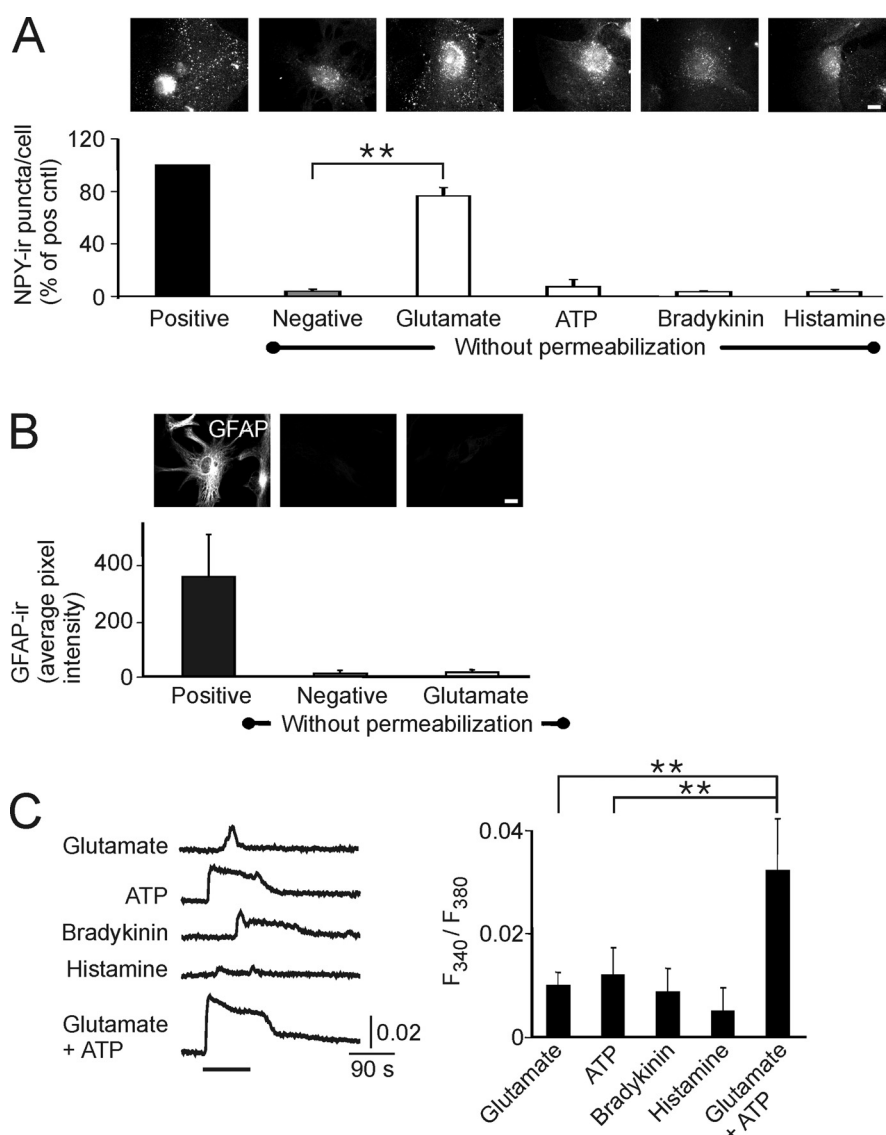 A
NPY-ir puncta/cell
(% of pos cntl)
120
80
40
0
**
Positive Negative Glutamate ATP Bradykinin Histamine
Without permeabilization
B
GFAP
GFAP-ir
(average pixel
intensity)
400
200
0
Positive Negative Glutamate
Without permeabilization
C
Glutamate
ATP
Bradykinin
Histamine
Glutamate
+ ATP
0.02
90 s
**
**
F340 / F380
0.04
0.02
0
Glutamate
ATP
Bradykinin
Histamine
Glutamate
+ ATP